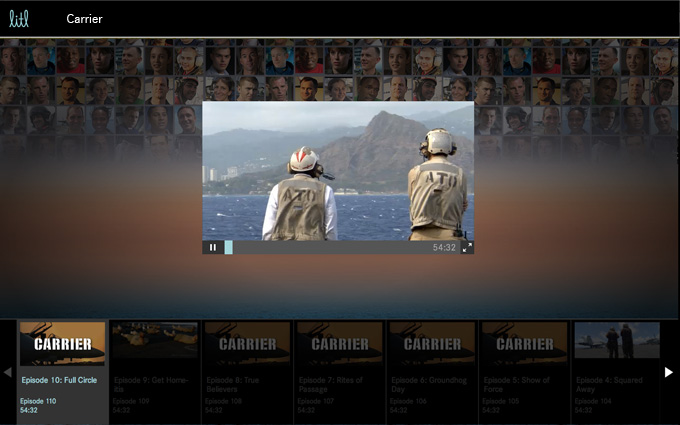 litl
Carrier
ATO
ATO
54:32
CARRIER
CARRIER
CARRIER
CARRIER
CARRIER
Episode 10: Full Circle
Episode 110
54:32
Episode 9: Get Home-
itis
Episode 109
54:32
Episode 8: True
Believers
Episode 108
54:32
Episode 7: Rites of
Passage
Episode 107
54:32
Episode 6: Groundhog
Day
Episode 106
54:32
Episode 5: Show of
Force
Episode 105
54:32
Episode 4: Squared
Away
Episode 104
54:32